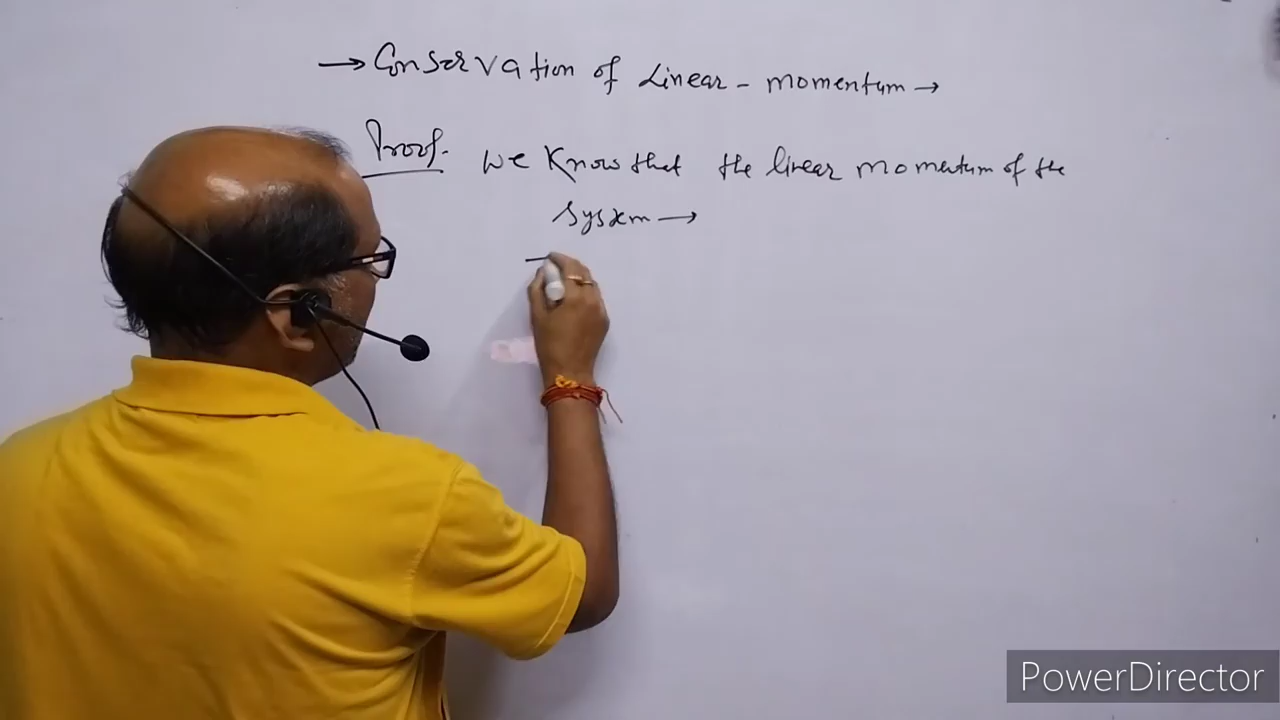 → Conservation of Linear - momentum →
Proof. we know that the linear momentum of the
system →
PowerDirector